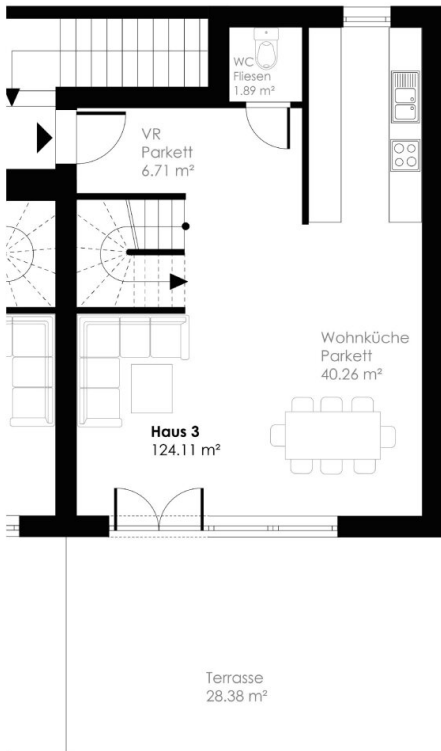 WC
Fliesen
1.89 m²
VR
Parkett
6.71 m²
Wohnküche
Parkett
40.26 m²
Haus 3
124.11 m²
Terrasse
28.38 m²